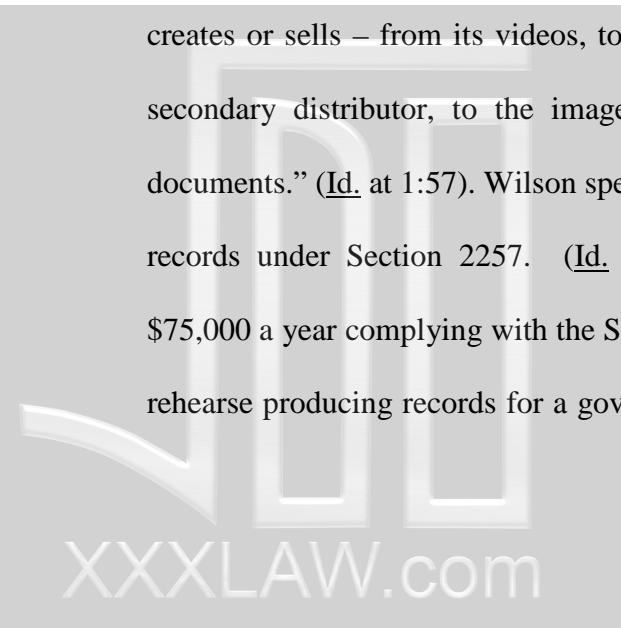 creates or sells – from its videos, to
secondary distributor, to the image
documents.” (Id. at 1:57). Wilson spe
records under Section 2257. (Id.
$75,000 a year complying with the S
rehearse producing records for a gov
XXXLAW.com